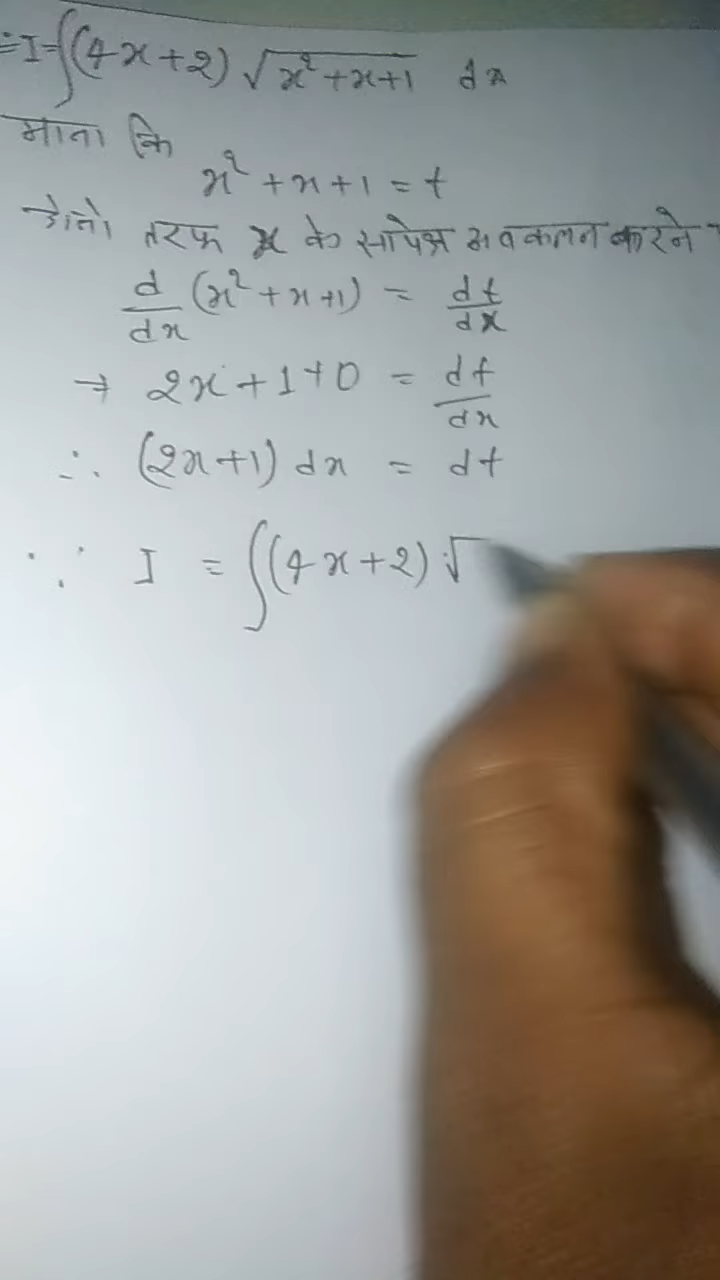 I=∫(4x+2)√x²+x+1 dx
माना कि
x²+x+1=t
दोनो तरफ x के सापेक्ष अवकलन करने
d/dx (x²+x+1) = dt/dx
→ 2x+1+0 = dt/dx
∴ (2x+1) dx = dt
∵ I = ∫(4x+2)√